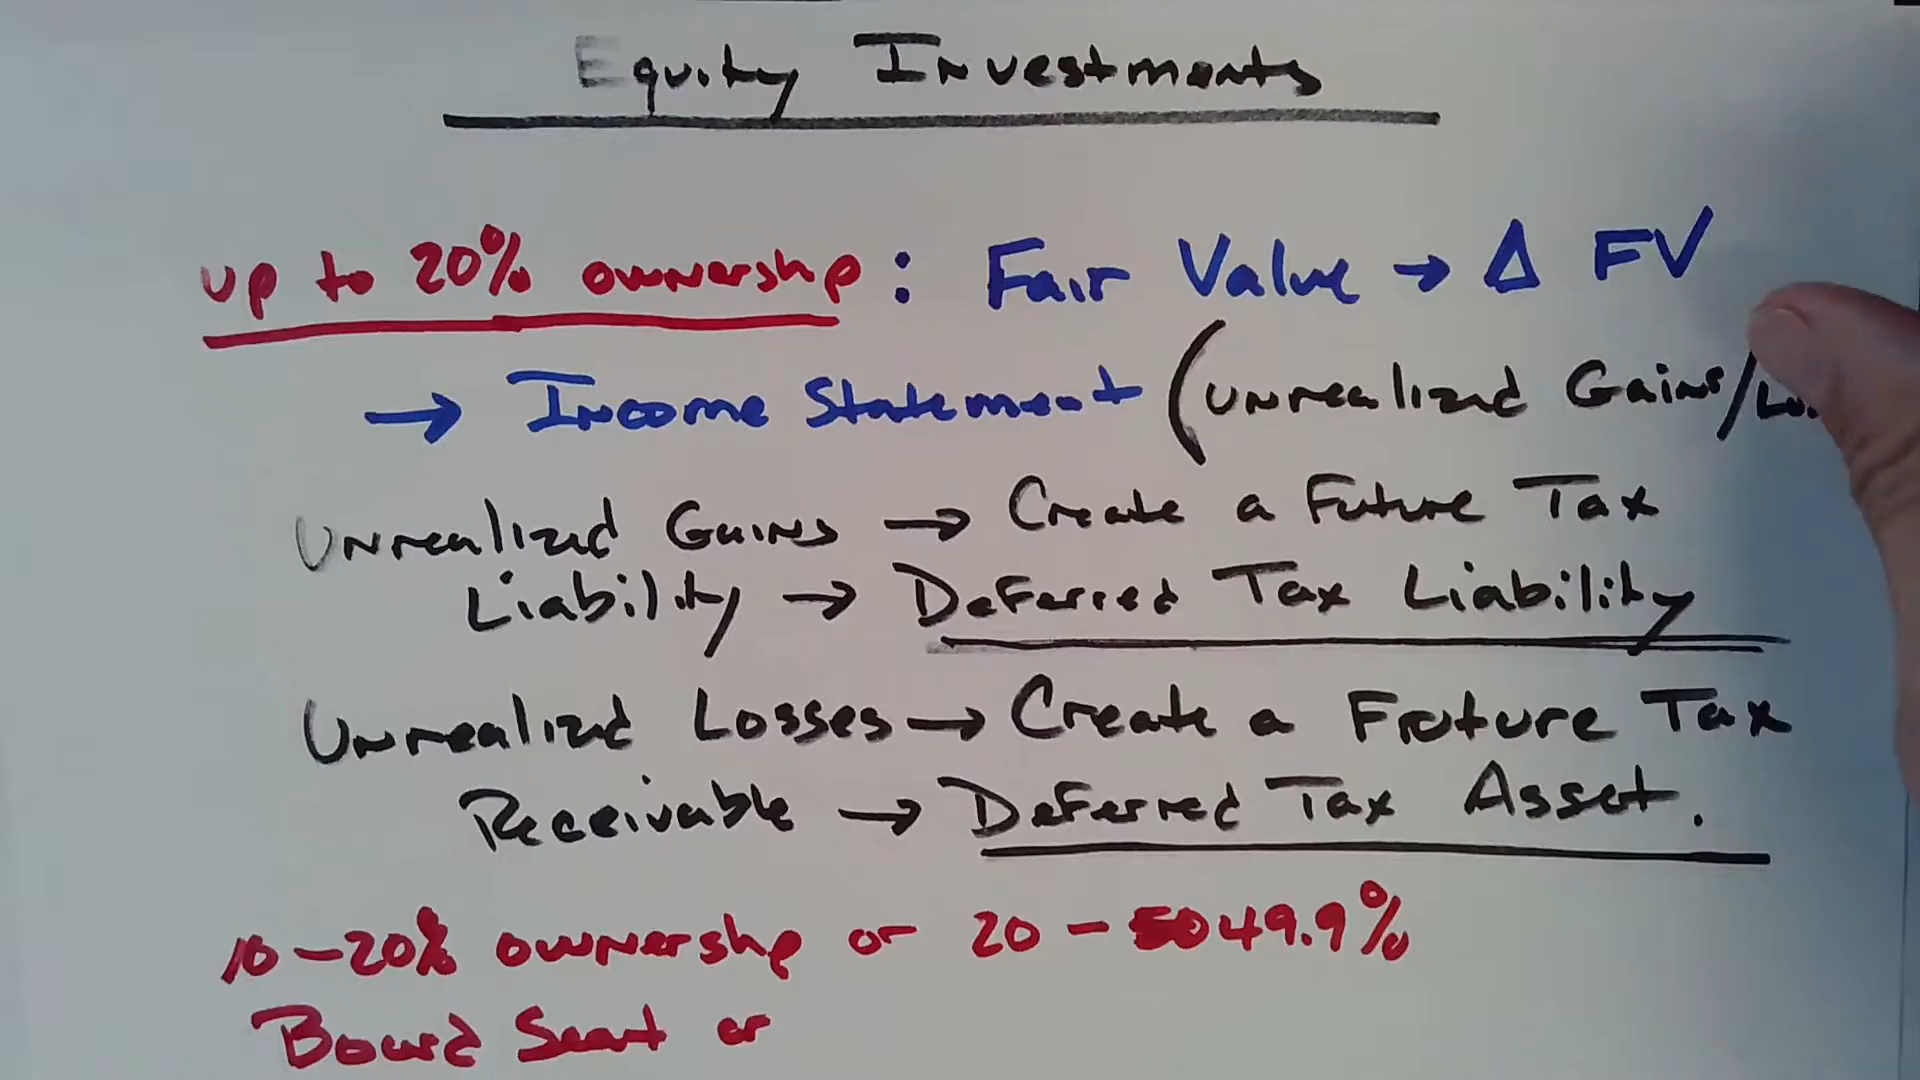 Equity Investments
up to 20% ownership : Fair Value → Δ FV
→ Income Statement (Unrealized Gains/
Unrealized Gains → Create a Future Tax
Liability → Deferred Tax Liability
Unrealized Losses → Create a Future Tax
Receivable → Deferred Tax Asset.
10-20% ownership or 20 - 49.9%
Board Seat or